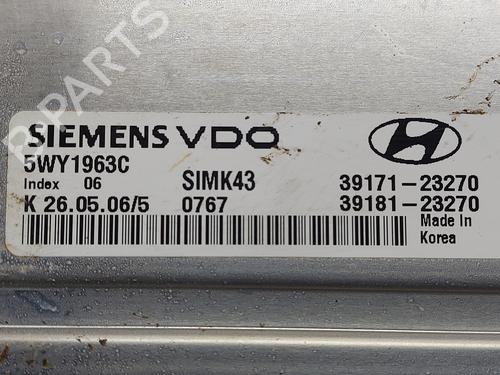 B PARTS
SIEMENS VDO
5WY1963C
Index 06 SIMK43 39171-23270
K 26.05.06/5 0767 39181-23270
Made In
Korea